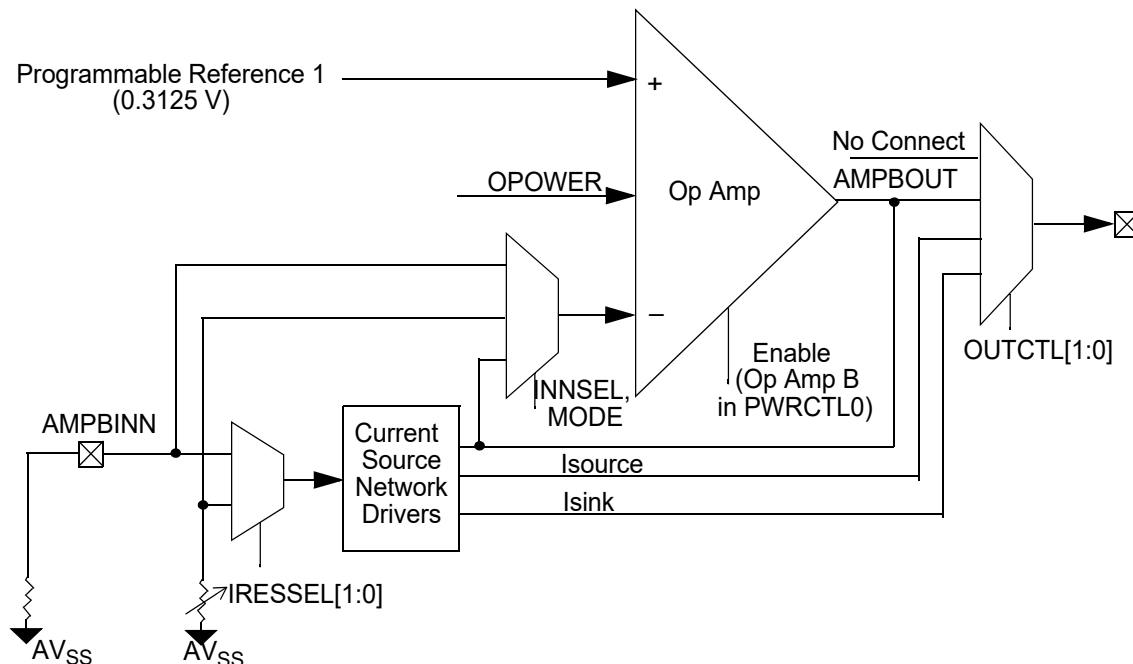 Programmable Reference 1
(0.3125 V)
+
No Connect
OPOWER
Op Amp
AMPBOUT
−
Enable
(Op Amp B
in PWRCTL0)
OUTCTL[1:0]
INNSEL,
MODE
AMPBINN
Current
Source
Network
Drivers
Isource
Isink
IRESSEL[1:0]
AVSS
AVSS